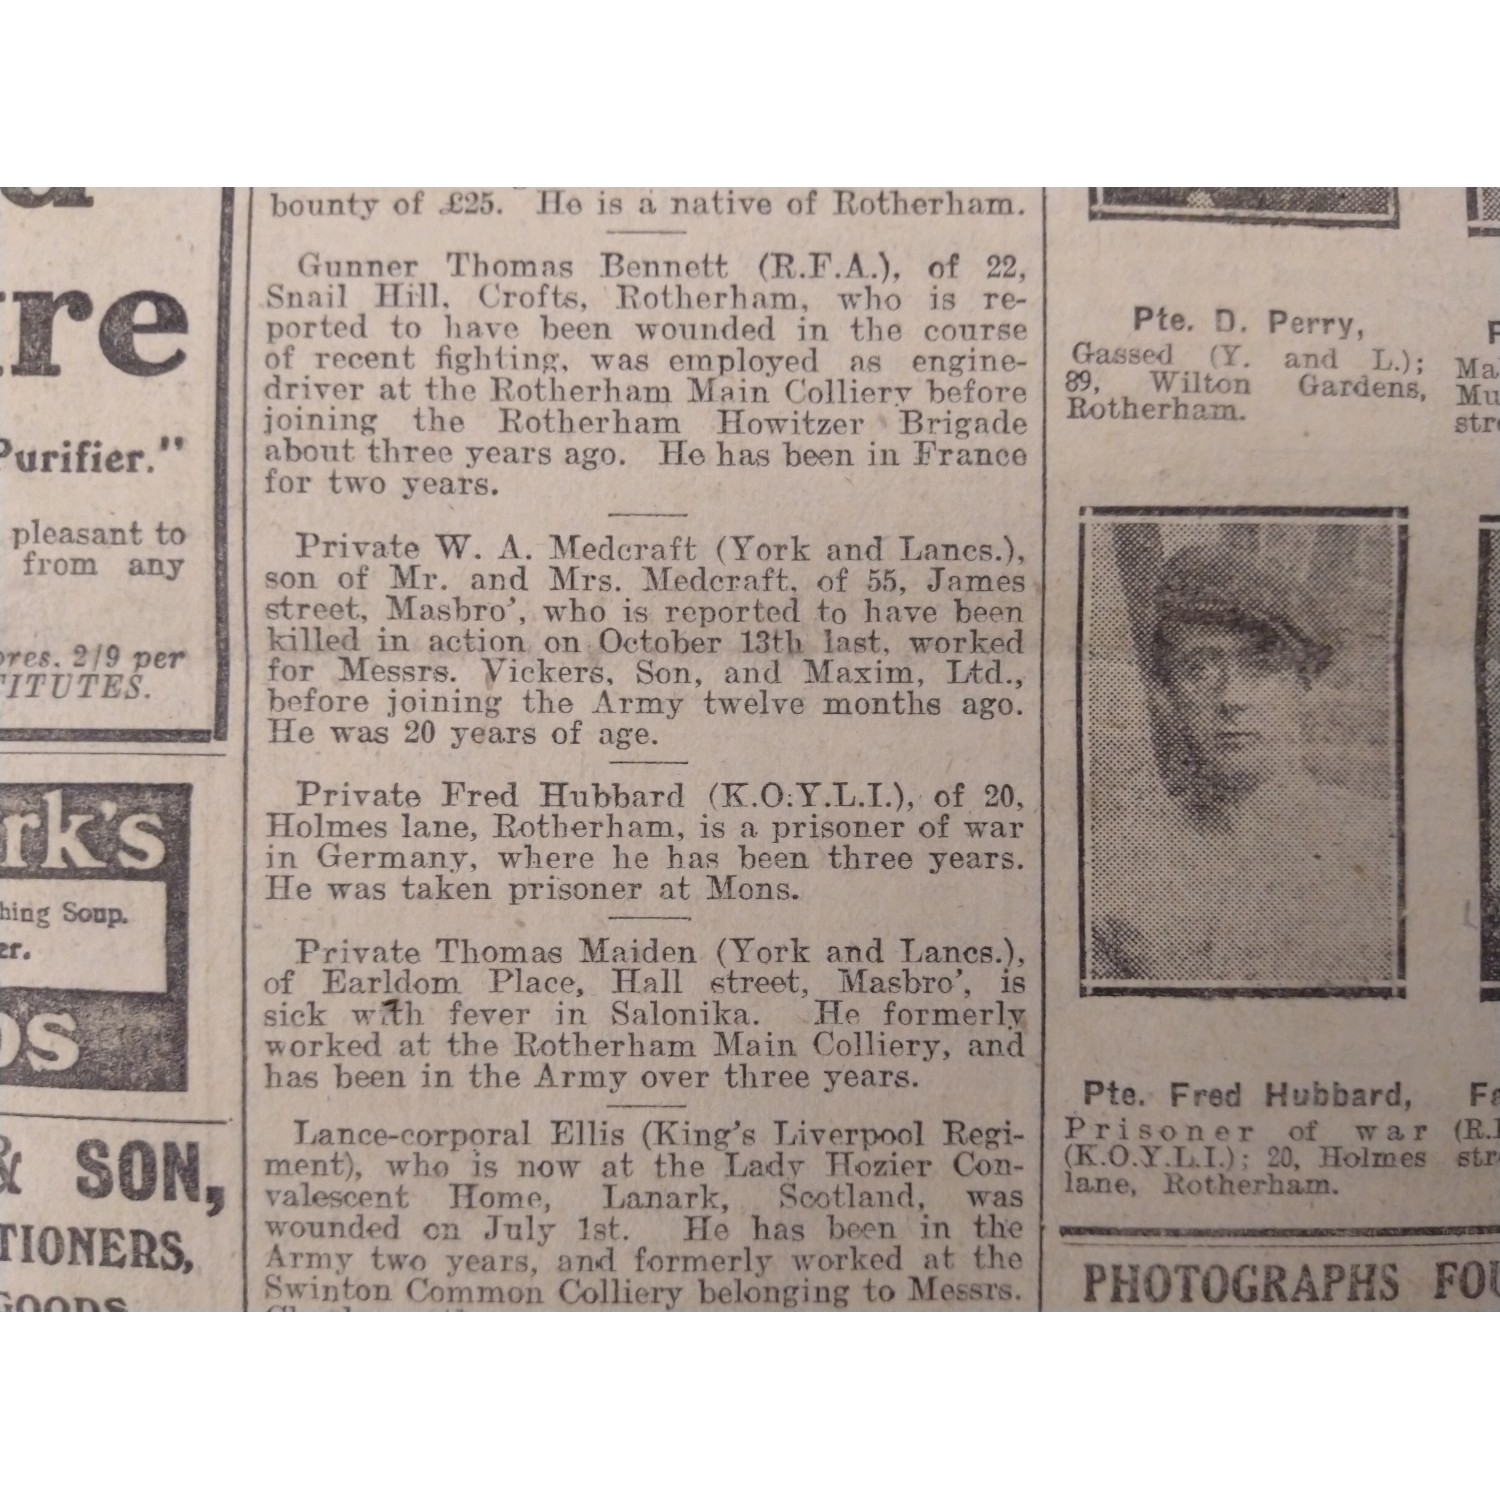 ure
Purifier."
pleasant to
from any
2/9 per
rk's
Soup.
& SON,
GOODS
bounty of £25. He is a native of Rotherham.
Gunner Thomas Bennett (R.F.A.), of 22,
Snail Hill, Crofts, Rotherham, who is re-
ported to have been wounded in the course
of recent fighting, was employed as engine-
driver at the Rotherham Main Colliery before
joining the Rotherham Howitzer Brigade
about three years ago. He has been in France
for two years.
Private W. A. Medcraft (York and Lancs.),
son of Mr. and Mrs. Medcraft, of 55, James
street, Masbro', who is reported to have been
killed in action on October 13th last, worked
for Messrs. Vickers, Son, and Maxim, Ltd.,
before joining the Army twelve months ago.
He was 20 years of age.
Private Fred Hubbard (K.O.Y.L.I.), of 20,
Holmes lane, Rotherham, is a prisoner of war
in Germany, where he has been three years.
He was taken prisoner at Mons.
Private Thomas Maiden (York and Lancs.),
of Earldom Place, Hall street, Masbro', is
sick with fever in Salonika. He formerly
worked at the Rotherham Main Colliery, and
has been in the Army over three years.
Lance-corporal Ellis (King's Liverpool Regi-
ment), who is now at the Lady Hozier Con-
valescent Home, Lanark, Scotland, was
wounded on July 1st. He has been in the
Army two years, and formerly worked at the
Swinton Common Colliery belonging to Messrs.
Pte. D. Perry,
Gassed (Y. and L.);
89, Wilton Gardens,
Rotherham.
Pte. Fred Hubbard,
Prisoner of war
(K.O.Y.L.I.); 20, Holmes
lane, Rotherham.
PHOTOGRAPHS